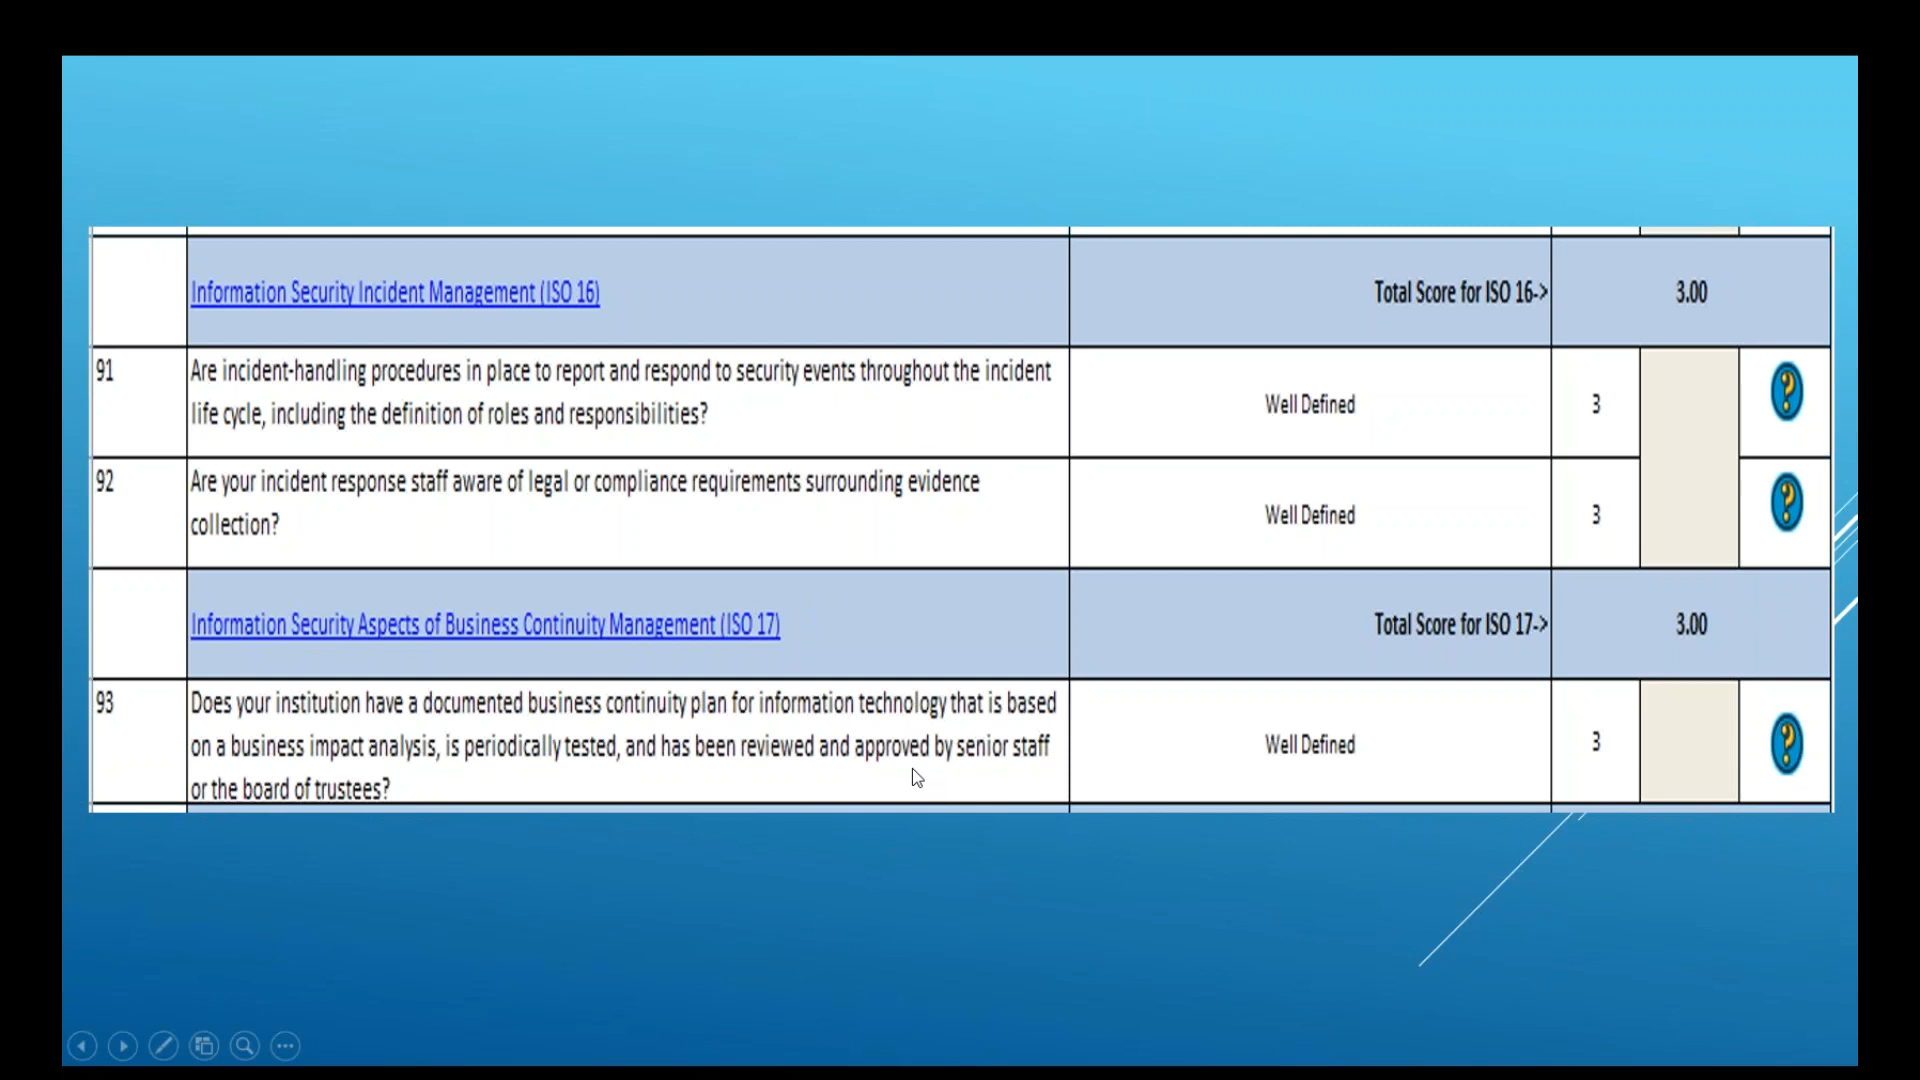 Information Security Incident Management (ISO 16) Total Score for ISO 16-> 3.00
91 Are incident-handling procedures in place to report and respond to security events throughout the incident
life cycle, including the definition of roles and responsibilities?
Well Defined 3
92 Are your incident response staff aware of legal or compliance requirements surrounding evidence
collection?
Well Defined 3
Information Security Aspects of Business Continuity Management (ISO 17) Total Score for ISO 17-> 3.00
93 Does your institution have a documented business continuity plan for information technology that is based
on a business impact analysis, is periodically tested, and has been reviewed and approved by senior staff
or the board of trustees?
Well Defined 3